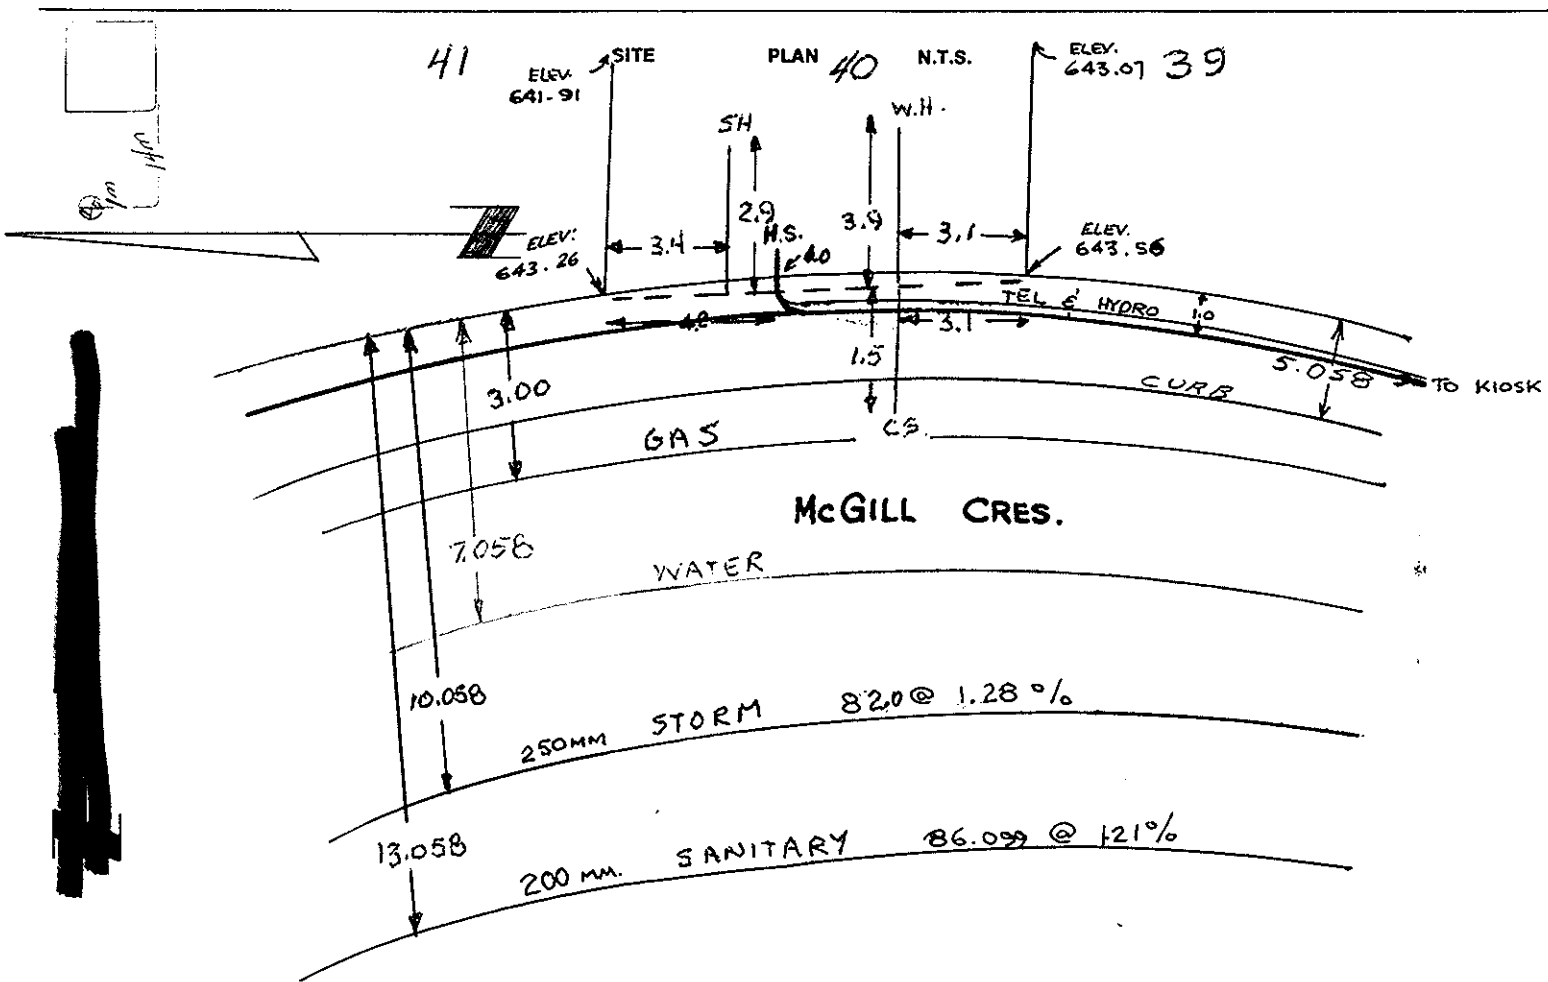 41
SITE PLAN
40
N.T.S.
ELEV.
643.07
39
ELEV.
641.91
SH
W.H.
1m
2.9
3.9
H.S.
3.4
3.1
ELEV.
643.26
ELEV.
643.56
TEL & HYDRO
1.0
3.1
1.5
5.058
TO KIOSK
3.00
CURB
GAS
C.S.
McGILL CRES.
7.058
WATER
10.058
250MM STORM 82.0 @ 1.28 %
13.058
200 MM. SANITARY 86.099 @ 1.21%